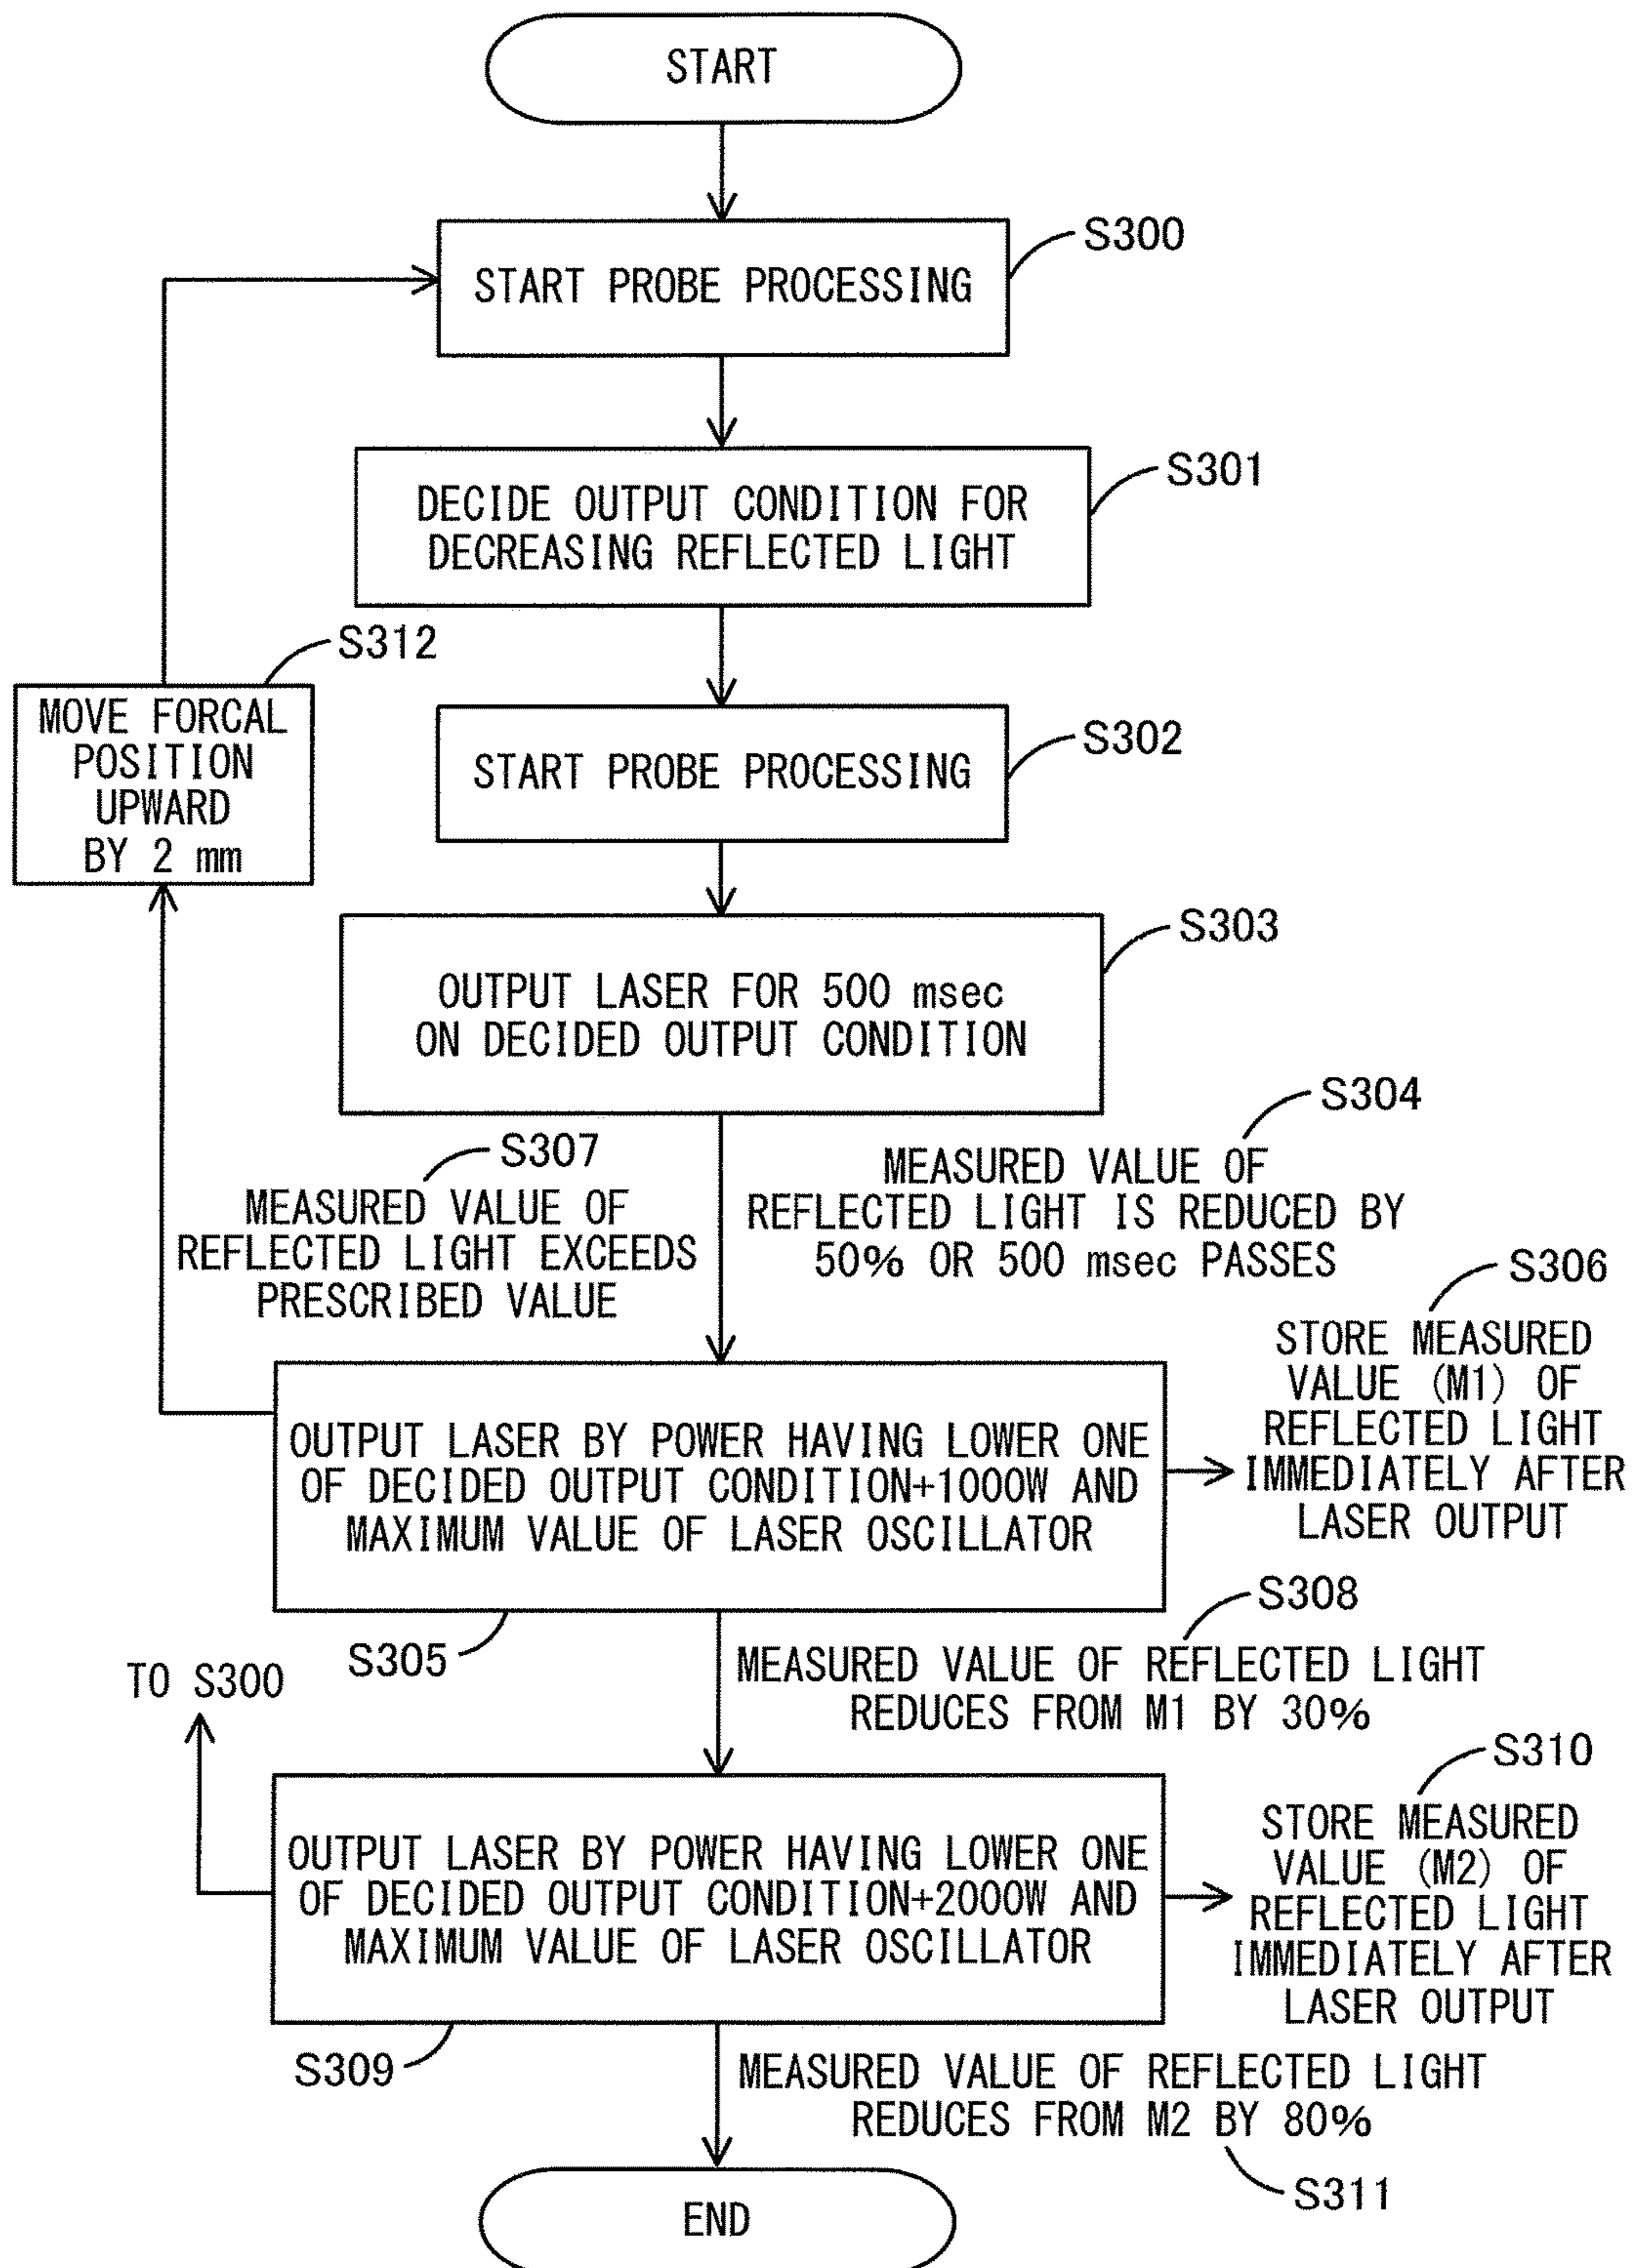 START
S300
START PROBE PROCESSING
S301
DECIDE OUTPUT CONDITION FOR
DECREASING REFLECTED LIGHT
S312
MOVE FORCAL
POSITION
UPWARD
BY 2 mm
S302
START PROBE PROCESSING
S303
OUTPUT LASER FOR 500 msec
ON DECIDED OUTPUT CONDITION
S304
MEASURED VALUE OF
REFLECTED LIGHT IS REDUCED BY
50% OR 500 msec PASSES
S307
MEASURED VALUE OF
REFLECTED LIGHT EXCEEDS
PRESCRIBED VALUE
S306
STORE MEASURED
VALUE (M1) OF
REFLECTED LIGHT
IMMEDIATELY AFTER
LASER OUTPUT
OUTPUT LASER BY POWER HAVING LOWER ONE
OF DECIDED OUTPUT CONDITION+1000W AND
MAXIMUM VALUE OF LASER OSCILLATOR
S305
S308
MEASURED VALUE OF REFLECTED LIGHT
REDUCES FROM M1 BY 30%
TO S300
S310
STORE MEASURED
VALUE (M2) OF
REFLECTED LIGHT
IMMEDIATELY AFTER
LASER OUTPUT
OUTPUT LASER BY POWER HAVING LOWER ONE
OF DECIDED OUTPUT CONDITION+2000W AND
MAXIMUM VALUE OF LASER OSCILLATOR
S309
MEASURED VALUE OF REFLECTED LIGHT
REDUCES FROM M2 BY 80%
S311
END